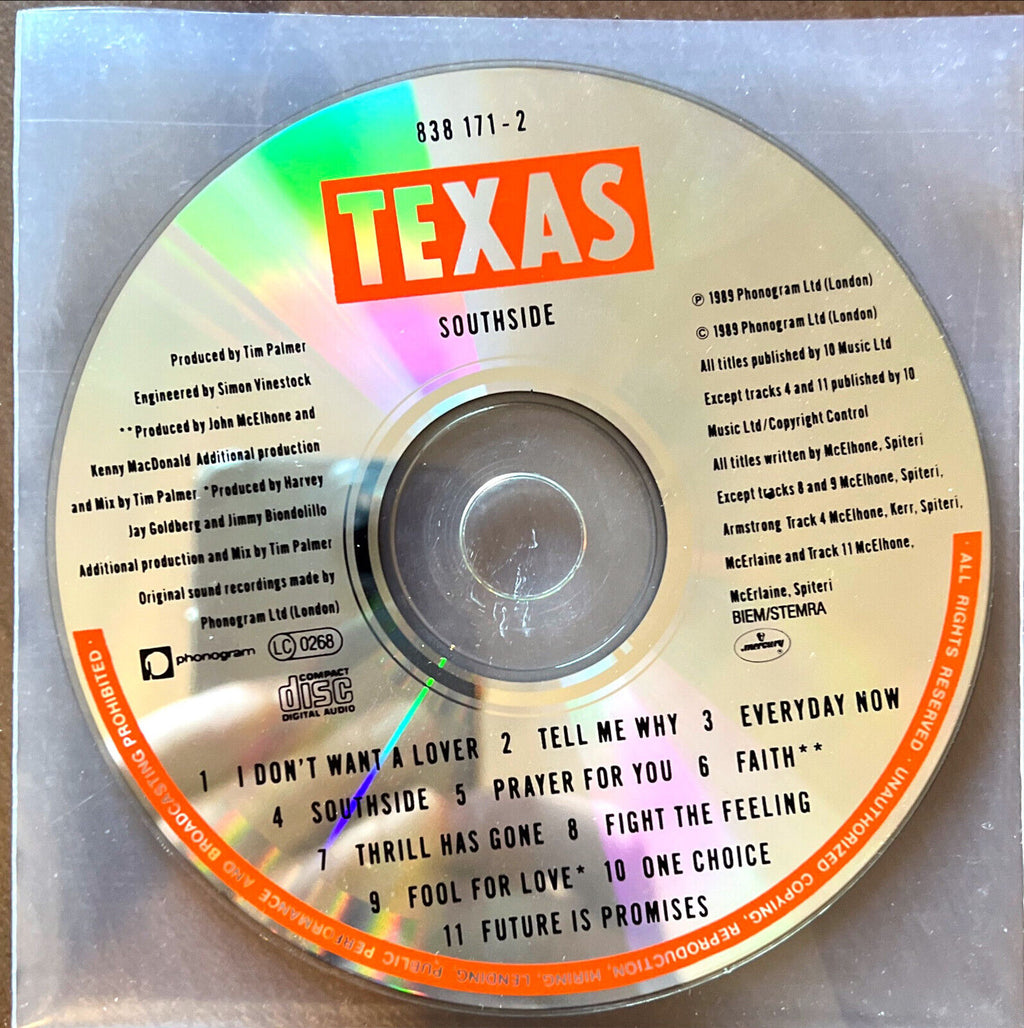 838 171-2
TEXAS
SOUTHSIDE
Produced by Tim Palmer
Engineered by Simon Vinestock
**Produced by John McElhone and
Kenny MacDonald Additional production
and Mix by Tim Palmer *Produced by Harvey
Jay Goldberg and Jimmy Biondolillo
Additional production and Mix by Tim Palmer
Original sound recordings made by
Phonogram Ltd (London)
phonogram LC 0268
COMPACT
disc
DIGITAL AUDIO
℗ 1989 Phonogram Ltd (London)
© 1989 Phonogram Ltd (London)
All titles published by 10 Music Ltd
Except tracks 4 and 11 published by 10
Music Ltd/Copyright Control
All titles written by McElhone, Spiteri
Except tracks 8 and 9 McElhone, Spiteri,
Armstrong Track 4 McElhone, Kerr, Spiteri,
McErlaine and Track 11 McElhone,
McErlaine, Spiteri
BIEM/STEMRA
mercury
1 I DON'T WANT A LOVER 2 TELL ME WHY 3 EVERYDAY NOW
4 SOUTHSIDE 5 PRAYER FOR YOU 6 FAITH**
7 THRILL HAS GONE 8 FIGHT THE FEELING
9 FOOL FOR LOVE* 10 ONE CHOICE
11 FUTURE IS PROMISES
· ALL RIGHTS RESERVED · UNAUTHORIZED COPYING, REPRODUCTION, HIRING, LENDING, PUBLIC PERFORMANCE AND BROADCASTING PROHIBITED ·